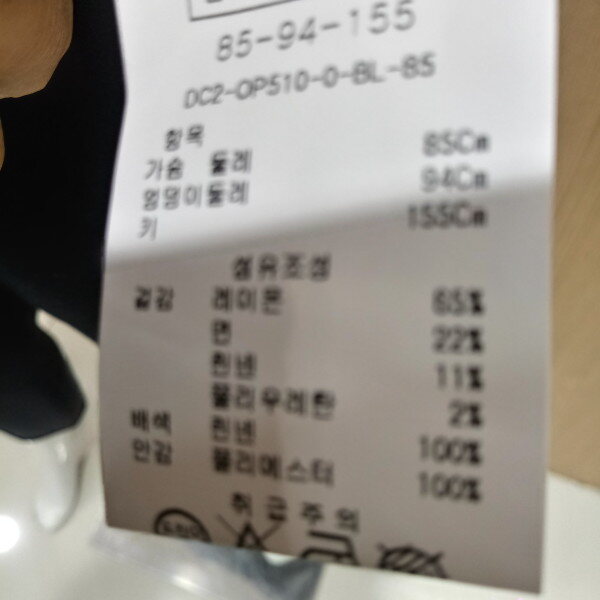 85-94-155
DC2-OP510-0-BL-85
항목
가슴 둘레 85Cm
엉덩이둘레 94Cm
키 155Cm
섬유조성
겉감 레이온 65%
면 22%
린넨 11%
폴리우레탄 2%
배색 린넨 100%
안감 폴리에스터 100%
취급주의